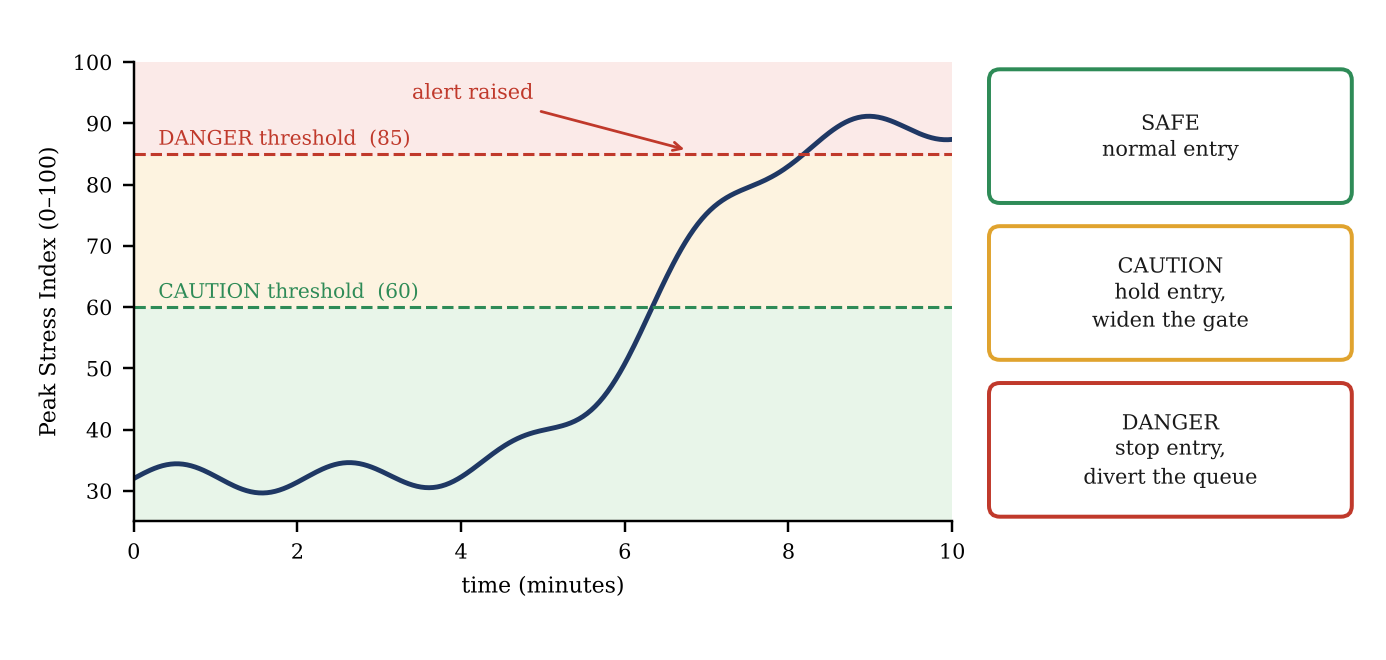 100
90
80
70
60
50
40
30
Peak Stress Index (0–100)
alert raised
DANGER threshold (85)
CAUTION threshold (60)
0 2 4 6 8 10
time (minutes)
SAFE
normal entry
CAUTION
hold entry,
widen the gate
DANGER
stop entry,
divert the queue